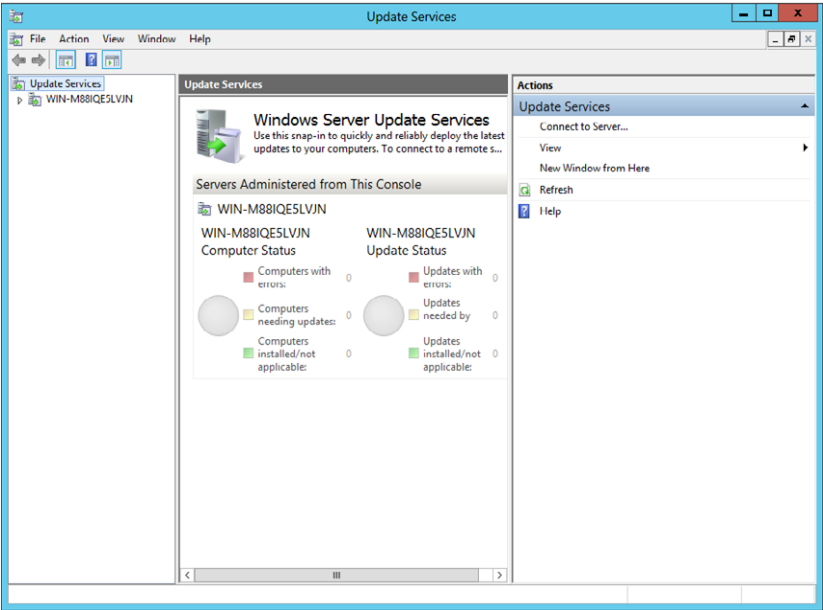 Update Services
File Action View Window Help
Update Services
WIN-M88IQE5LVJN
Update Services
Windows Server Update Services
Use this snap-in to quickly and reliably deploy the latest
updates to your computers. To connect to a remote s...
Servers Administered from This Console
WIN-M88IQE5LVJN
WIN-M88IQE5LVJN
Computer Status
Computers with
errors:
0
Computers
needing updates:
0
Computers
installed/not
applicable:
0
WIN-M88IQE5LVJN
Update Status
Updates with
errors:
0
Updates
needed by
0
Updates
installed/not
applicable:
0
Actions
Update Services
Connect to Server...
View
New Window from Here
Refresh
Help